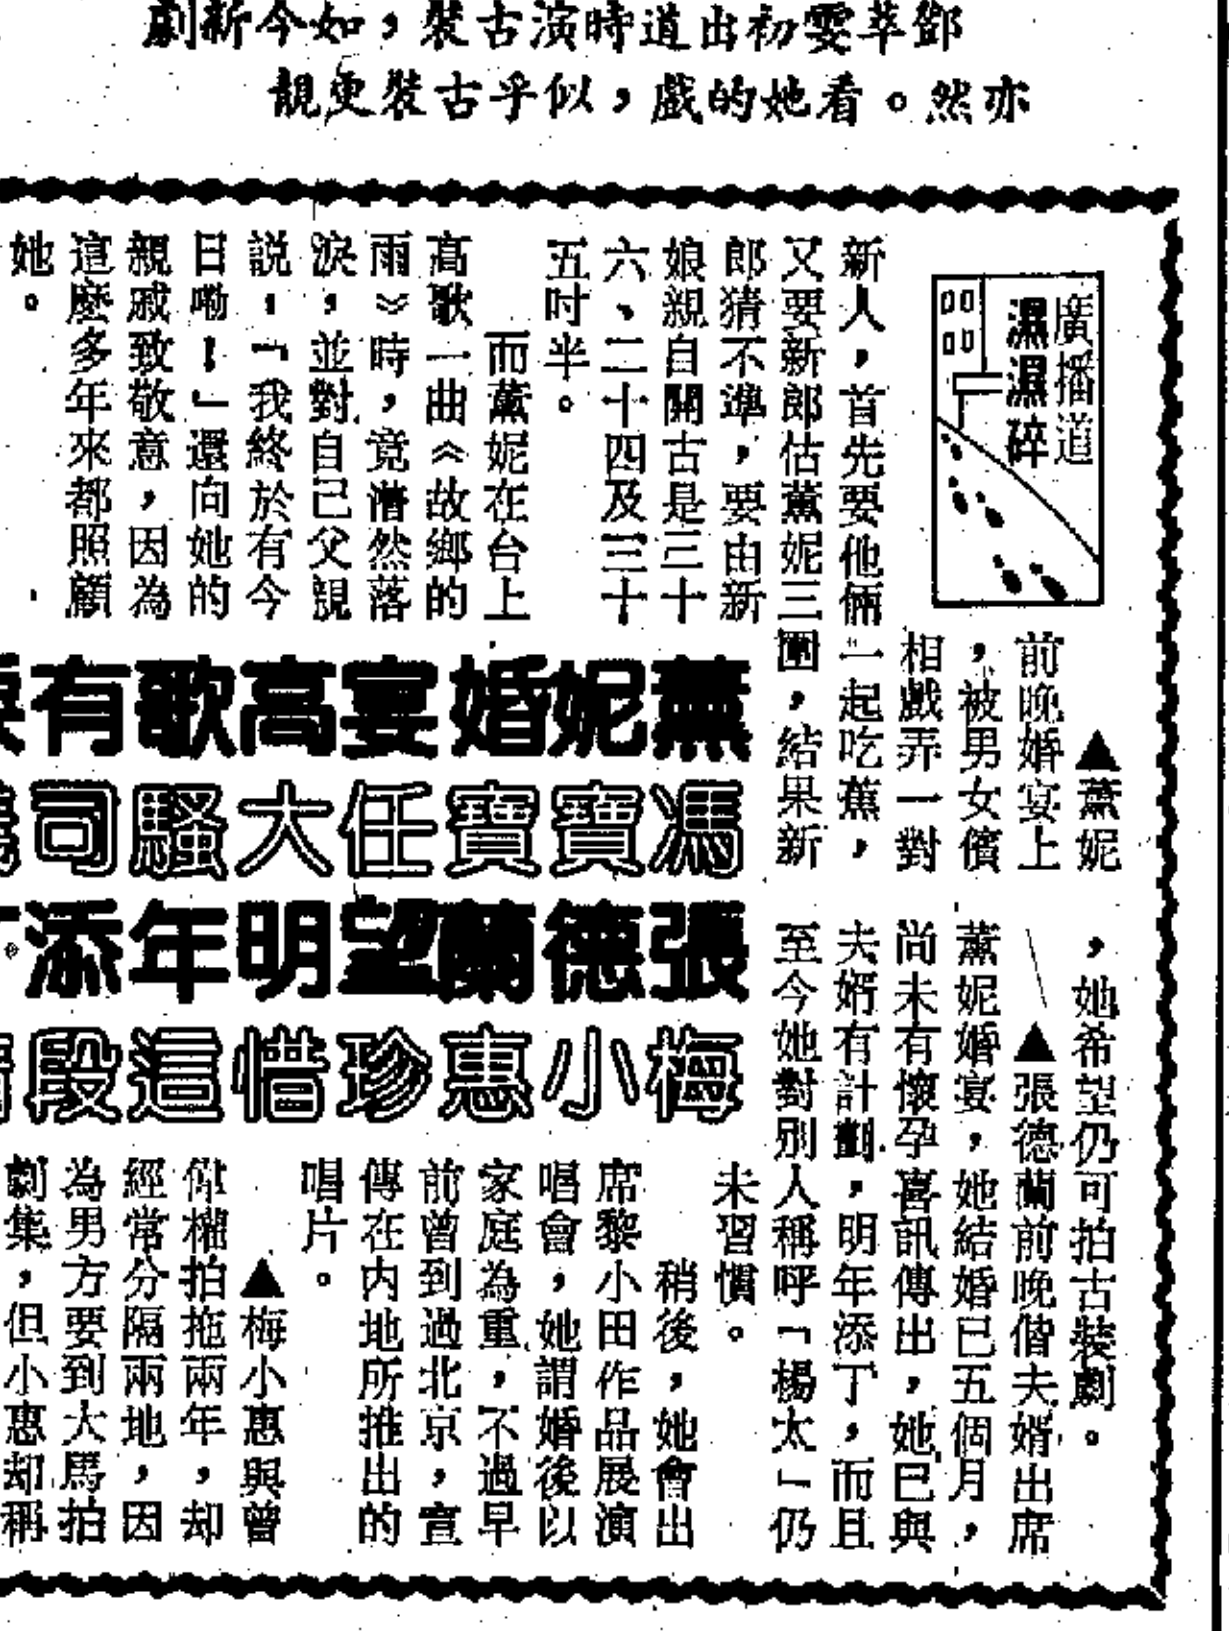 鄧萃雯初出道時演古裝，如今新劇
亦然。看她的戲，似乎古裝更靚
廣播道
濕濕碎
薰妮婚宴高歌有
馮寶寶任大騷司
張德蘭望明年添
梅小惠珍惜這段
▲薰妮
前晚婚宴上
，被男女儐
相戲弄一對
新人，首先要他倆一起吃蕉，
又要新郎估薰妮三圍，結果新
郎猜不準，要由新
娘親自開古是三十
六、二十四及三十
五吋半。
而薰妮在台上
高歌一曲《故鄉的
雨》時，竟潸然落
淚，並對自己父親
説：「我終於有今
日嘞！」還向她的
親戚致敬意，因為
這麼多年來都照顧
她。
，她希望仍可拍古裝劇。
▲張德蘭前晚偕夫婿出席
薰妮婚宴，她結婚已五個月，
尚未有懷孕喜訊傳出，她已與
夫婿有計劃，明年添丁，而且
至今她對別人稱呼「楊太」仍
未習慣。
稍後，她會出
席黎小田作品展演
唱會，她謂婚後以
家庭為重，不過早
前曾到過北京，宣
傳在内地所推出的
唱片。
▲梅小惠與曾
偉權拍拖兩年，却
經常分隔兩地，因
為男方要到大馬拍
劇集，但小惠却稱